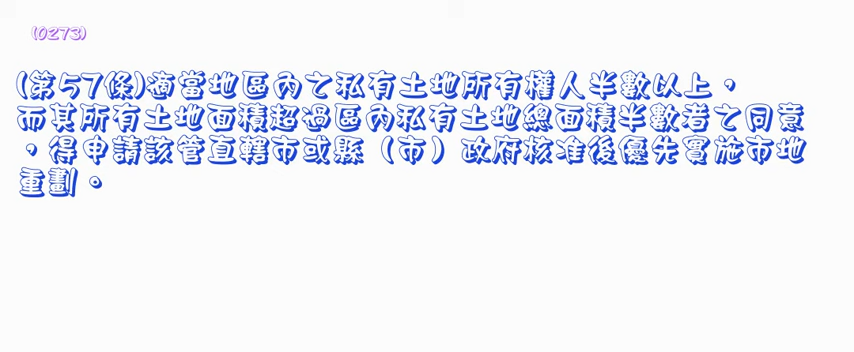 (0273)
(第57條)適當地區內之私有土地所有權人半數以上，
而其所有土地面積超過區內私有土地總面積半數者之同意
，得申請該管直轄市或縣（市）政府核准後優先實施市地
重劃。